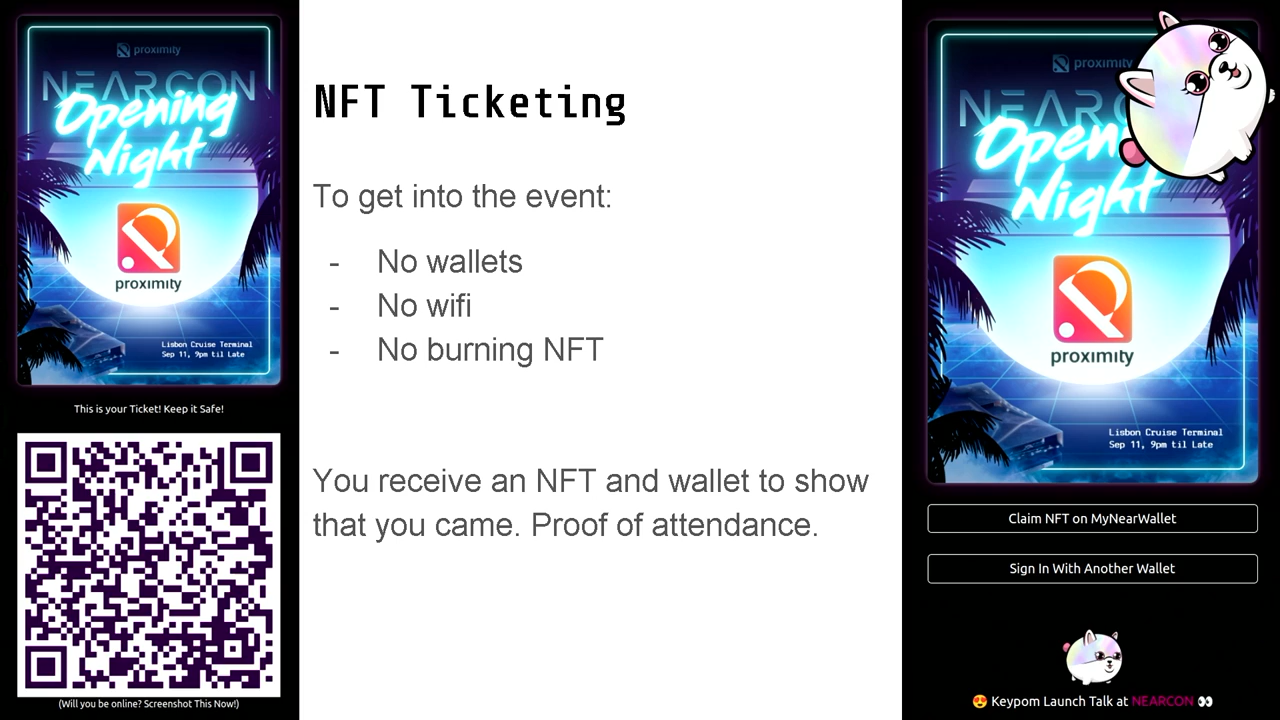 proximity
NEARCON
Opening
Night
proximity
Lisbon Cruise Terminal
Sep 11, 9pm til Late
This is your Ticket! Keep it Safe!
(Will you be online? Screenshot This Now!)
NFT Ticketing
To get into the event:
- No wallets
- No wifi
- No burning NFT
You receive an NFT and wallet to show
that you came. Proof of attendance.
proximity
NEARC
Open
Night
proximity
Lisbon Cruise Terminal
Sep 11, 9pm til Late
Claim NFT on MyNearWallet
Sign In With Another Wallet
😍 Keypom Launch Talk at NEARCON 👀